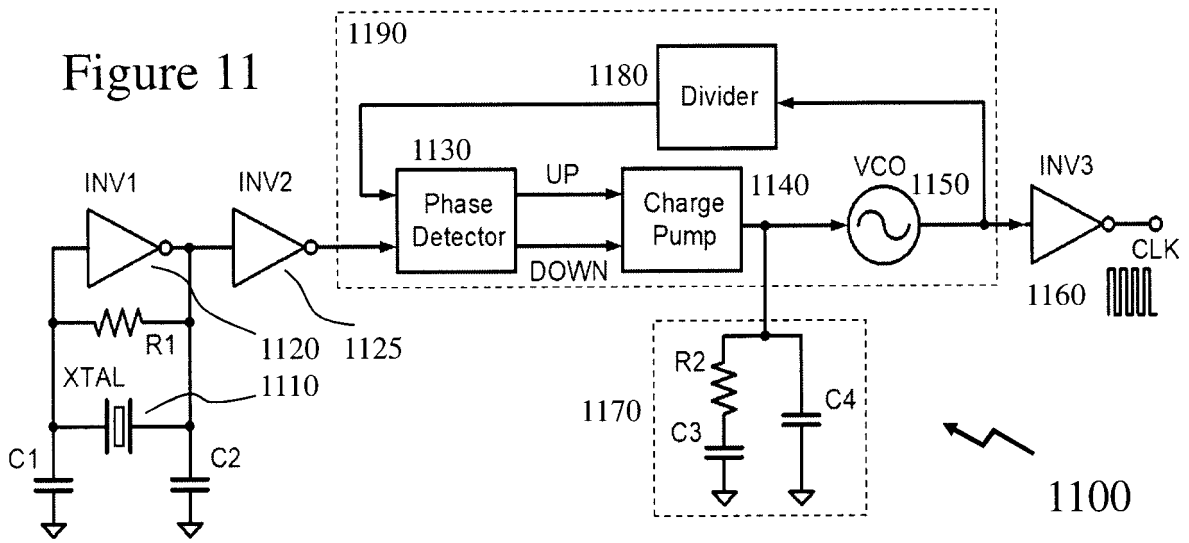 Figure 11
1190
1180
Divider
1130
INV1
INV2
UP
Phase
Detector
DOWN
Charge
Pump
1140
VCO
1150
INV3
CLK
1160
R1
1120
1125
XTAL
1110
C1
C2
1170
R2
C3
C4
1100